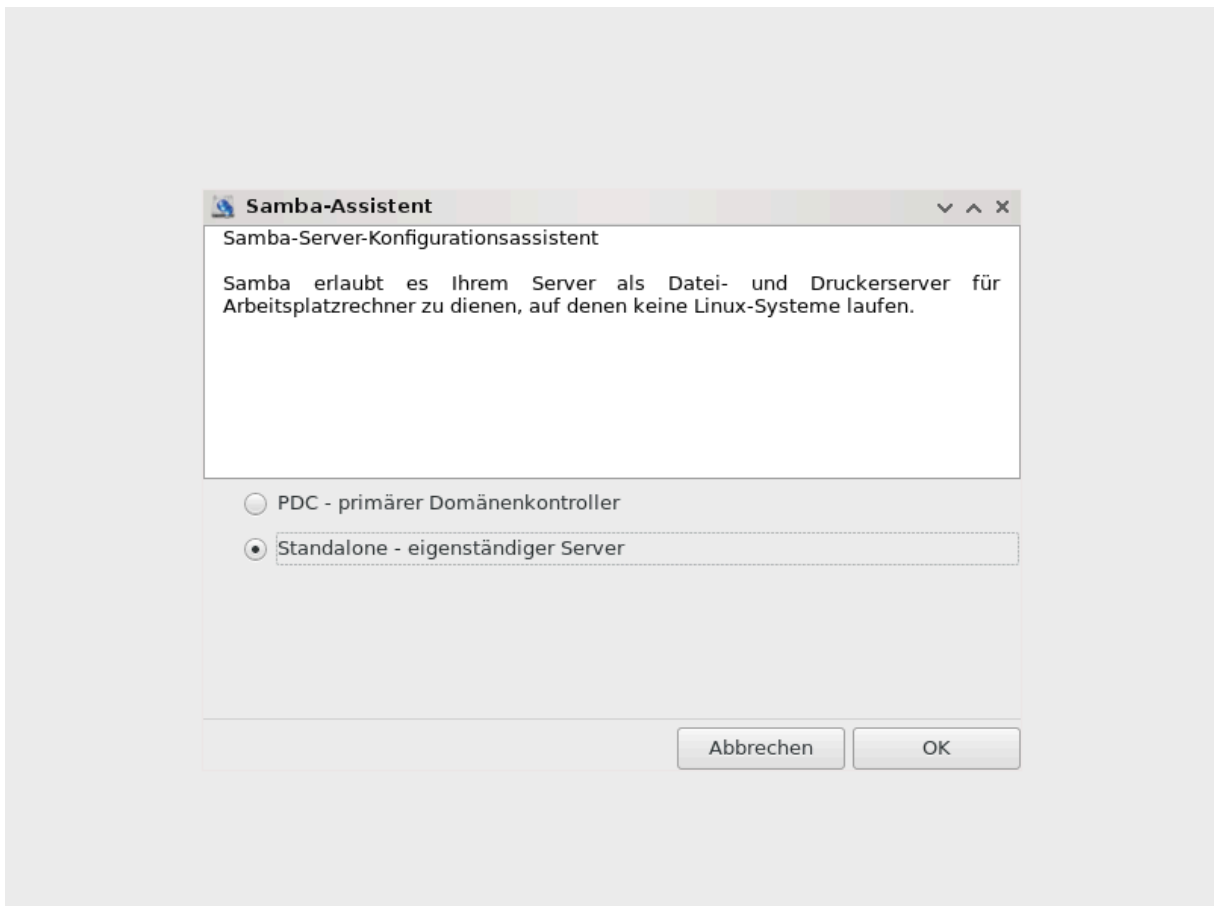 Samba-Assistent
Samba-Server-Konfigurationsassistent
Samba erlaubt es Ihrem Server als Datei- und Druckerserver für
Arbeitsplatzrechner zu dienen, auf denen keine Linux-Systeme laufen.
PDC - primärer Domänenkontroller
Standalone - eigenständiger Server
Abbrechen
OK